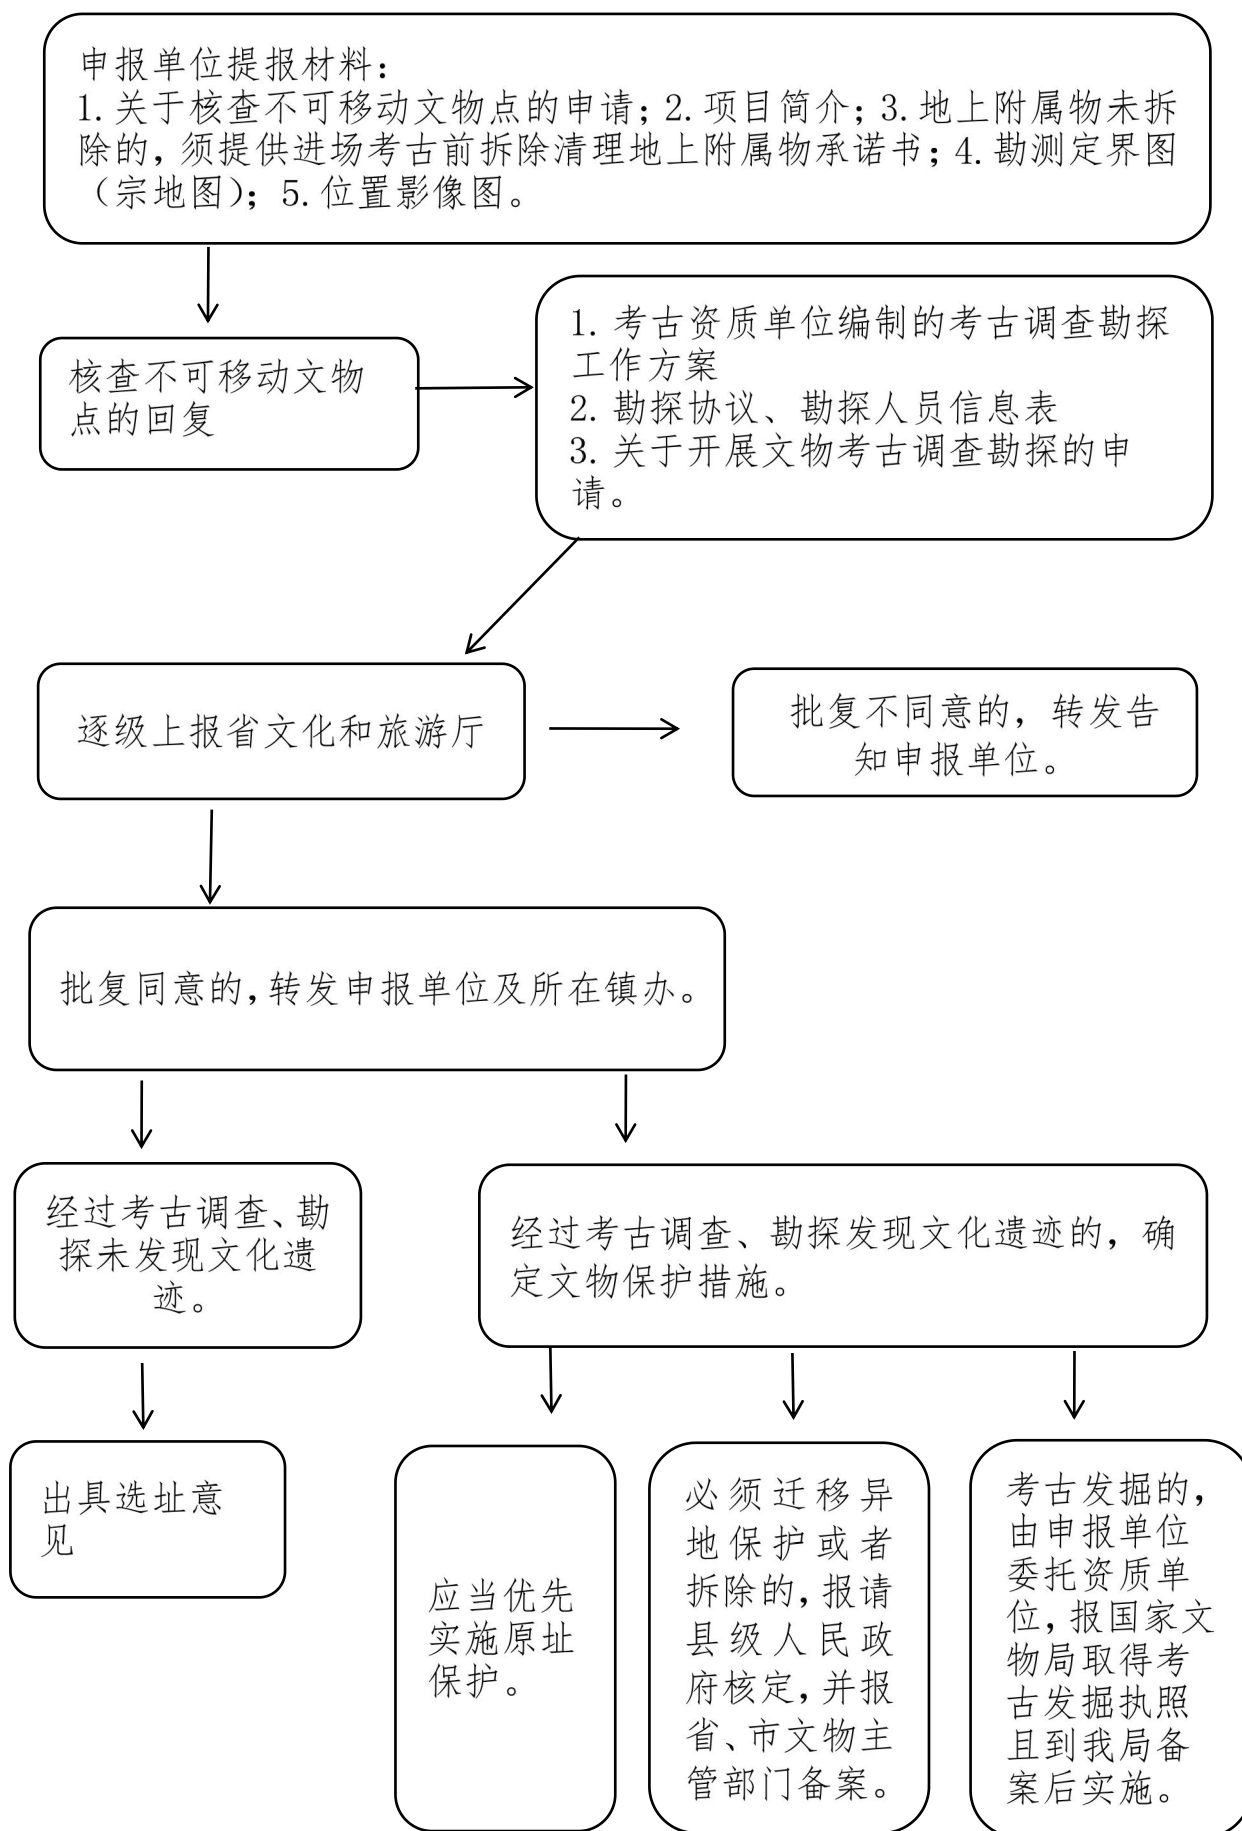 申报单位提报材料：
1.关于核查不可移动文物点的申请；2.项目简介；3.地上附属物未拆
除的，须提供进场考古前拆除清理地上附属物承诺书；4.勘测定界图
（宗地图）；5.位置影像图。
核查不可移动文物
点的回复
1. 考古资质单位编制的考古调查勘探
工作方案
2. 勘探协议、勘探人员信息表
3. 关于开展文物考古调查勘探的申
请。
逐级上报省文化和旅游厅
批复不同意的，转发告
知申报单位。
批复同意的，转发申报单位及所在镇办。
经过考古调查、勘
探未发现文化遗
迹。
经过考古调查、勘探发现文化遗迹的，确
定文物保护措施。
出具选址意
见
应当优先
实施原址
保护。
必须迁移异
地保护或者
拆除的，报请
县级人民政
府核定，并报
省、市文物主
管部门备案。
考古发掘的，
由申报单位
委托资质单
位，报国家文
物局取得考
古发掘执照
且到我局备
案后实施。